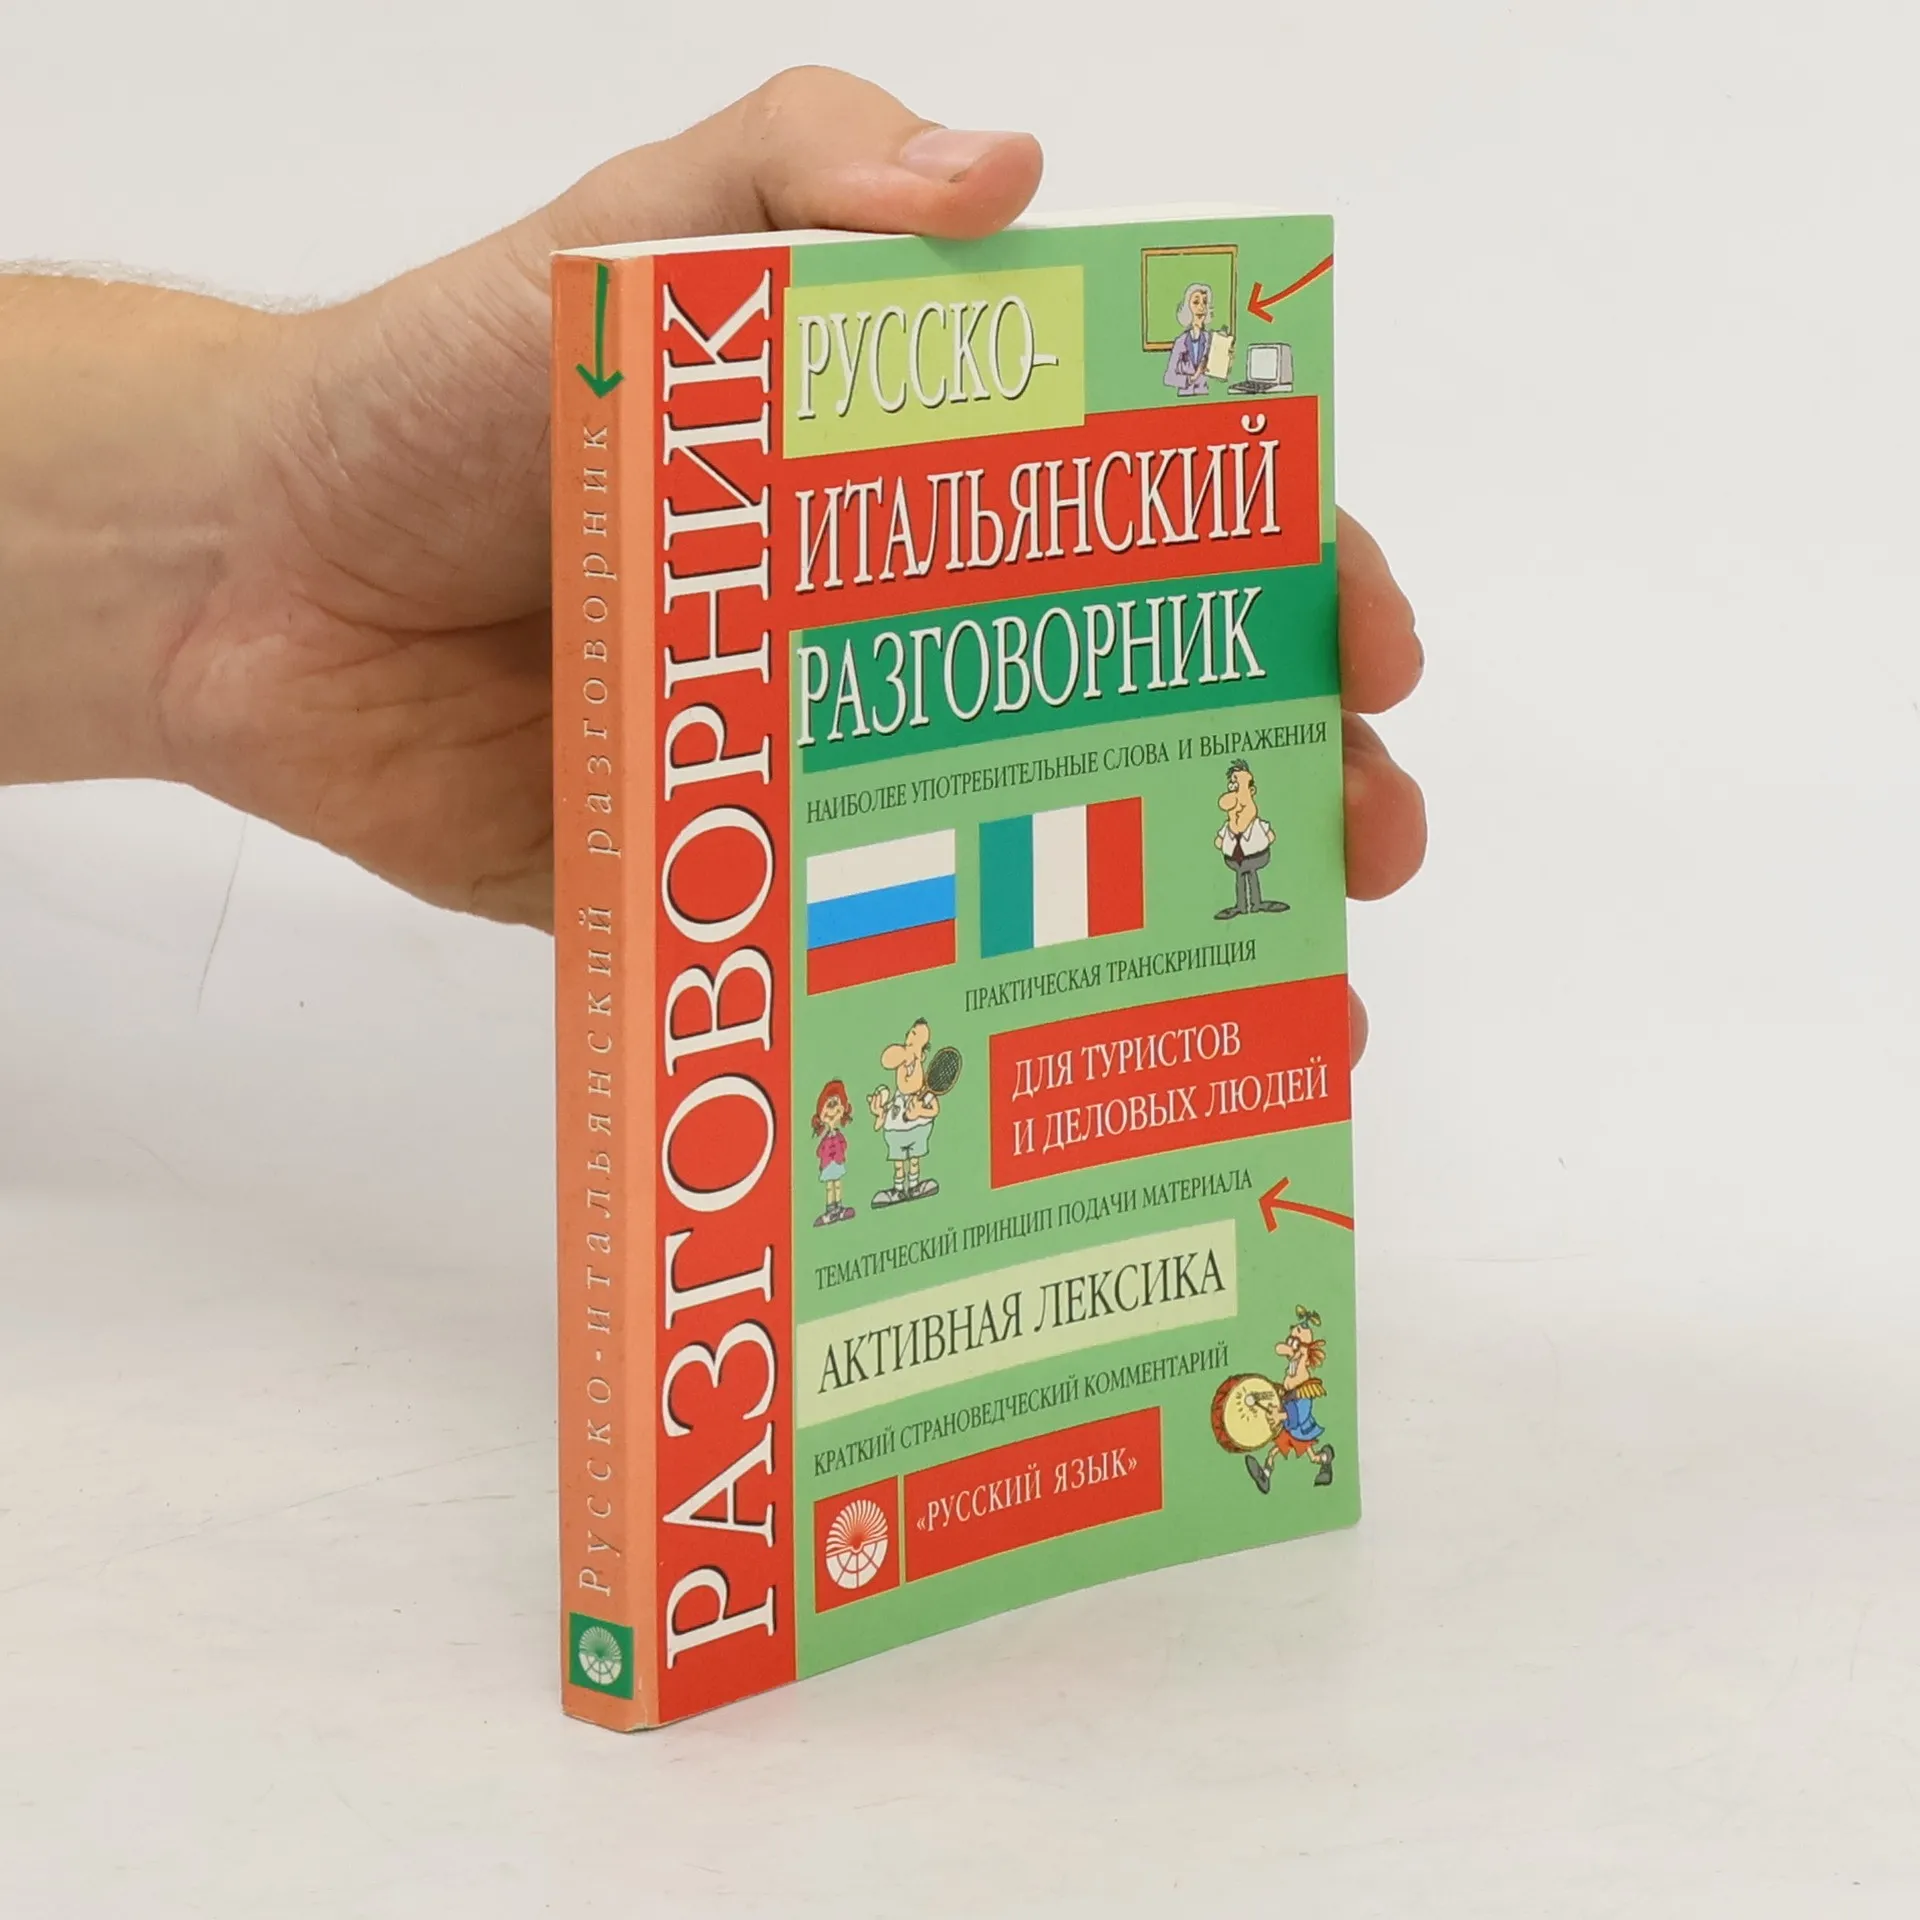 Русско-итальянский разговорник
РАЗГОВОРНИК
РУССКО-
ИТАЛЬЯНСКИЙ
РАЗГОВОРНИК
НАИБОЛЕЕ УПОТРЕБИТЕЛЬНЫЕ СЛОВА И ВЫРАЖЕНИЯ
ПРАКТИЧЕСКАЯ ТРАНСКРИПЦИЯ
ДЛЯ ТУРИСТОВ
И ДЕЛОВЫХ ЛЮДЕЙ
ТЕМАТИЧЕСКИЙ ПРИНЦИП ПОДАЧИ МАТЕРИАЛА
АКТИВНАЯ ЛЕКСИКА
КРАТКИЙ СТРАНОВЕДЧЕСКИЙ КОММЕНТАРИЙ
«РУССКИЙ ЯЗЫК»